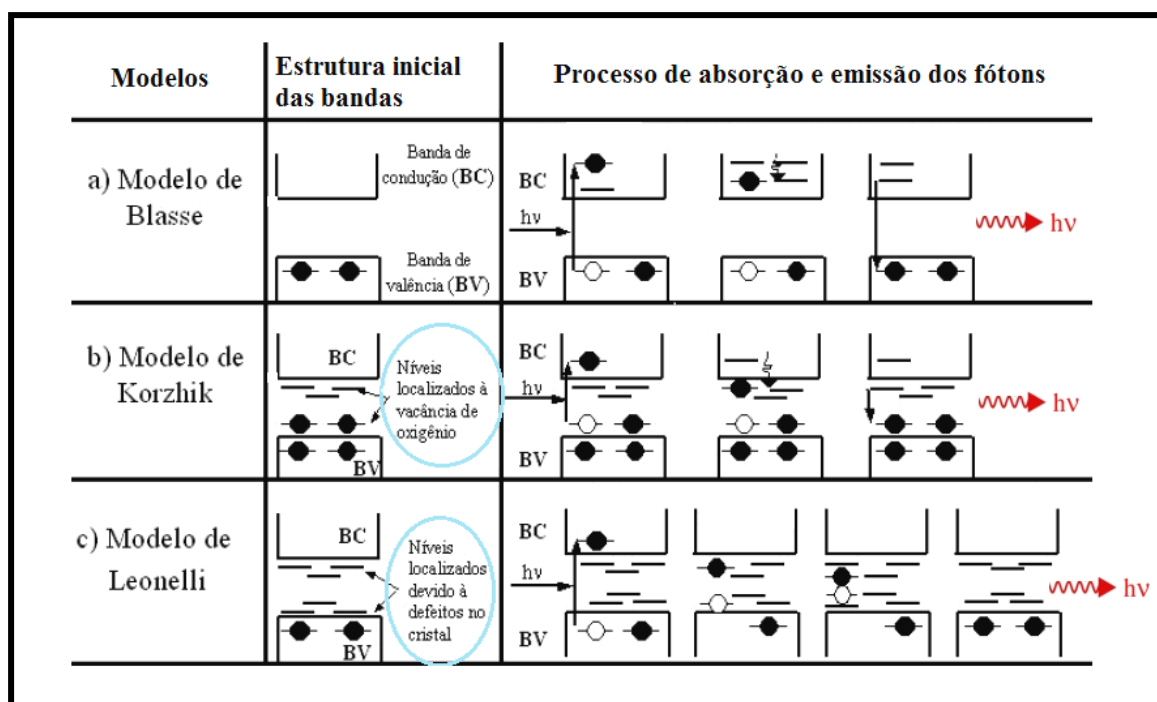 Modelos
Estrutura inicial
das bandas
Processo de absorção e emissão dos fótons
a) Modelo de
Blasse
Banda de
condução (BC)
Banda de
valência (BV)
BC
hν
BV
hν
b) Modelo de
Korzhik
BC
BV
Níveis
localizados à
vacância de
oxigênio
BC
hν
BV
hν
c) Modelo de
Leonelli
BC
BV
Níveis
localizados
devido à
defeitos no
cristal
BC
hν
BV
hν